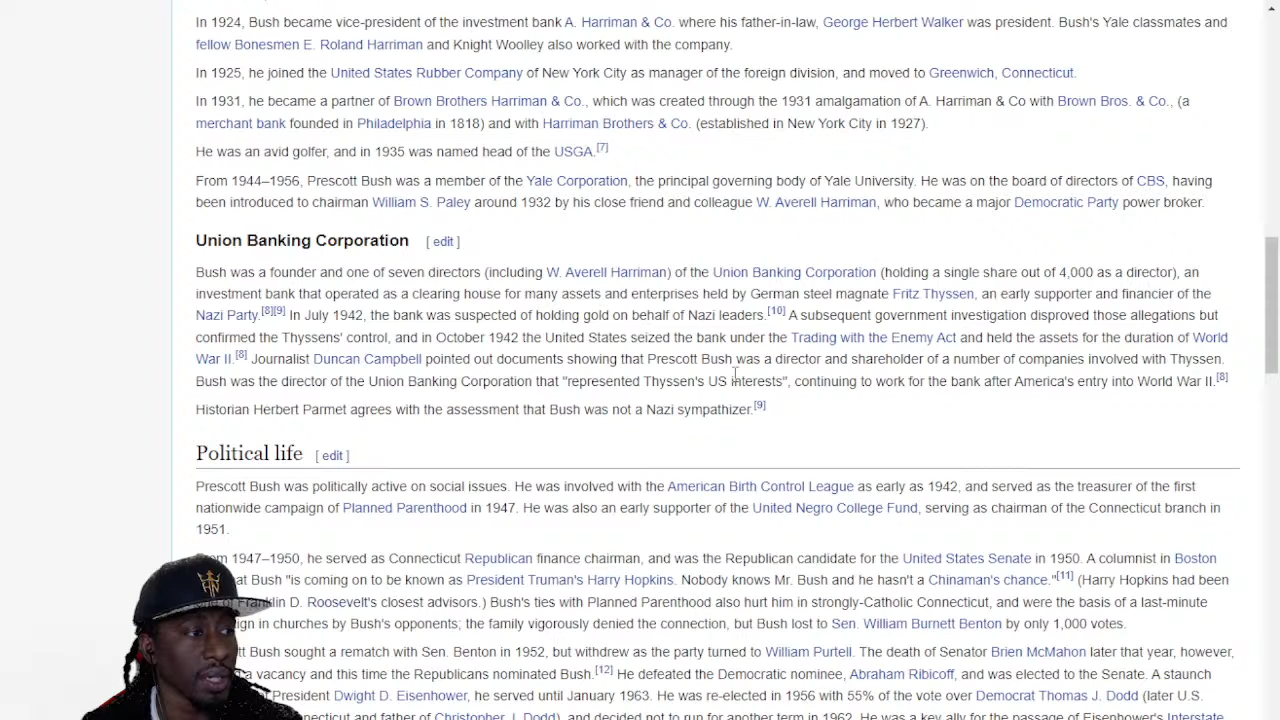 In 1924, Bush became vice-president of the investment bank A. Harriman & Co. where his father-in-law, George Herbert Walker was president. Bush's Yale classmates and
fellow Bonesmen E. Roland Harriman and Knight Woolley also worked with the company.
In 1925, he joined the United States Rubber Company of New York City as manager of the foreign division, and moved to Greenwich, Connecticut.
In 1931, he became a partner of Brown Brothers Harriman & Co., which was created through the 1931 amalgamation of A. Harriman & Co with Brown Bros. & Co., (a
merchant bank founded in Philadelphia in 1818) and with Harriman Brothers & Co. (established in New York City in 1927).
He was an avid golfer, and in 1935 was named head of the USGA.[7]
From 1944–1956, Prescott Bush was a member of the Yale Corporation, the principal governing body of Yale University. He was on the board of directors of CBS, having
been introduced to chairman William S. Paley around 1932 by his close friend and colleague W. Averell Harriman, who became a major Democratic Party power broker.
Union Banking Corporation [ edit ]
Bush was a founder and one of seven directors (including W. Averell Harriman) of the Union Banking Corporation (holding a single share out of 4,000 as a director), an
investment bank that operated as a clearing house for many assets and enterprises held by German steel magnate Fritz Thyssen, an early supporter and financier of the
Nazi Party.[8][9] In July 1942, the bank was suspected of holding gold on behalf of Nazi leaders.[10] A subsequent government investigation disproved those allegations but
confirmed the Thyssens' control, and in October 1942 the United States seized the bank under the Trading with the Enemy Act and held the assets for the duration of World
War II.[8] Journalist Duncan Campbell pointed out documents showing that Prescott Bush was a director and shareholder of a number of companies involved with Thyssen.
Bush was the director of the Union Banking Corporation that "represented Thyssen's US interests", continuing to work for the bank after America's entry into World War II.[8]
Historian Herbert Parmet agrees with the assessment that Bush was not a Nazi sympathizer.[9]
Political life [ edit ]
Prescott Bush was politically active on social issues. He was involved with the American Birth Control League as early as 1942, and served as the treasurer of the first
nationwide campaign of Planned Parenthood in 1947. He was also an early supporter of the United Negro College Fund, serving as chairman of the Connecticut branch in
1951.
From 1947–1950, he served as Connecticut Republican finance chairman, and was the Republican candidate for the United States Senate in 1950. A columnist in Boston
at Bush "is coming on to be known as President Truman's Harry Hopkins. Nobody knows Mr. Bush and he hasn't a Chinaman's chance."[11] (Harry Hopkins had been
one of Franklin D. Roosevelt's closest advisors.) Bush's ties with Planned Parenthood also hurt him in strongly-Catholic Connecticut, and were the basis of a last-minute
in churches by Bush's opponents; the family vigorously denied the connection, but Bush lost to Sen. William Burnett Benton by only 1,000 votes.
Bush sought a rematch with Sen. Benton in 1952, but withdrew as the party turned to William Purtell. The death of Senator Brien McMahon later that year, however,
a vacancy and this time the Republicans nominated Bush.[12] He defeated the Democratic nominee, Abraham Ribicoff, and was elected to the Senate. A staunch
President Dwight D. Eisenhower, he served until January 1963. He was re-elected in 1956 with 55% of the vote over Democrat Thomas J. Dodd (later U.S.
and father of Christopher J. Dodd), and decided not to run for another term in 1962. He was a key ally for the passage of Eisenhower's Interstate